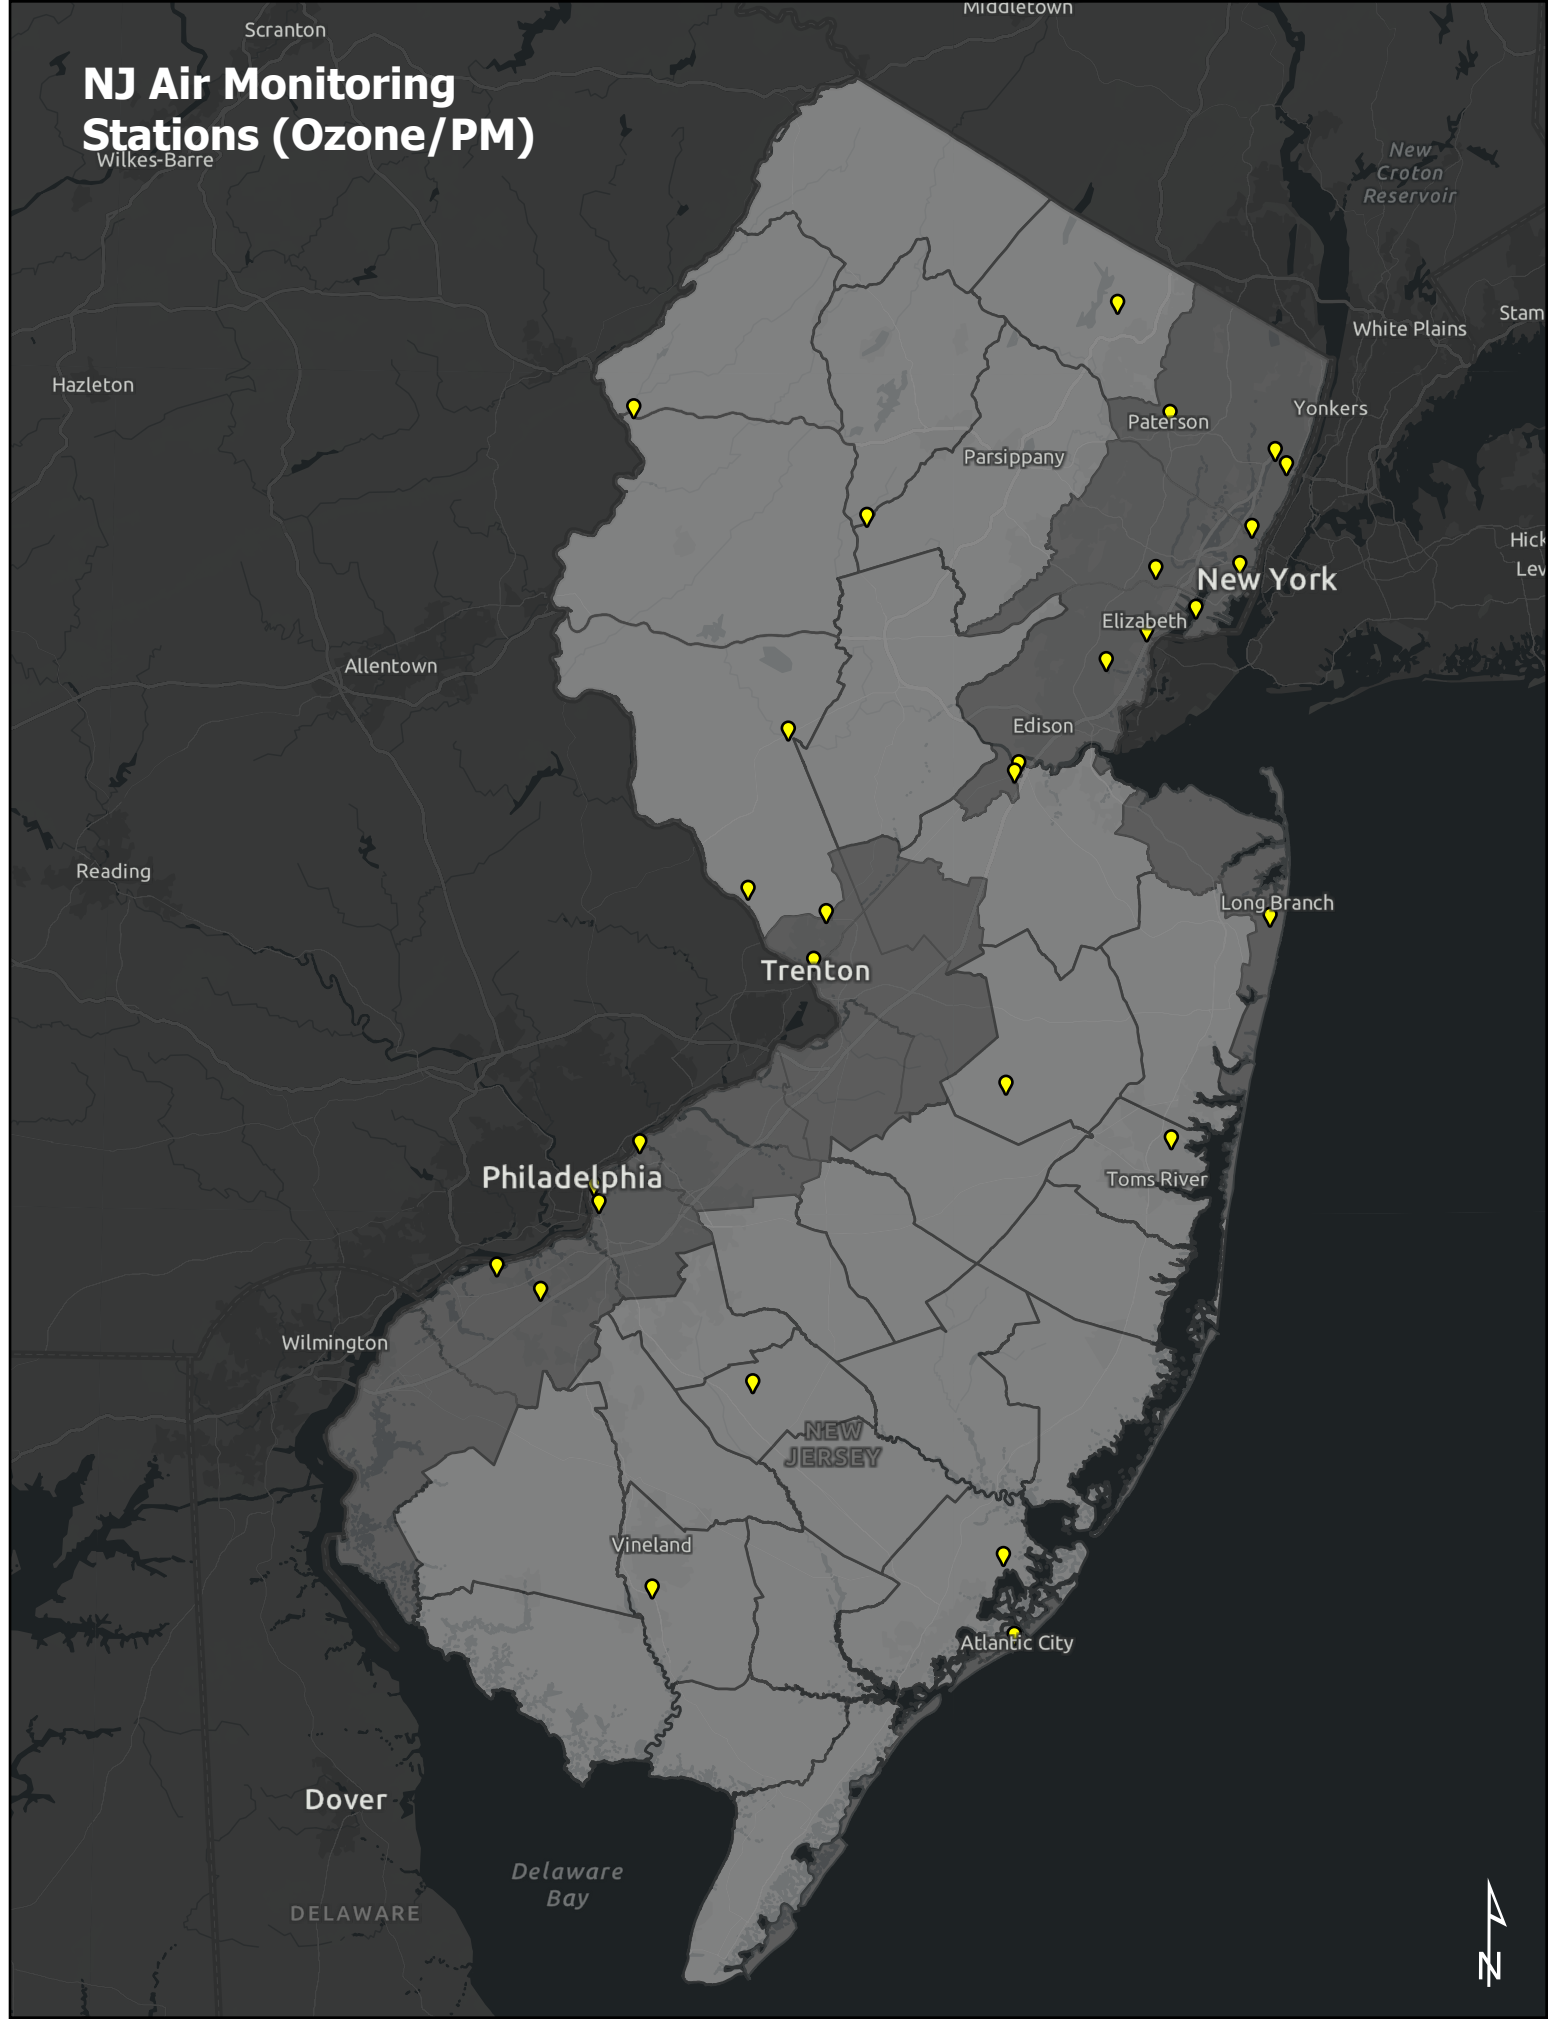 Middletown
Scranton
NJ Air Monitoring
Stations (Ozone/PM)
Wilkes-Barre
New
Croton
Reservoir
Stam
White Plains
Hazleton
Yonkers
Paterson
Parsippany
Hick
Lev
New York
Elizabeth
Allentown
Edison
Reading
Long Branch
Trenton
Philadelphia
Toms River
Wilmington
NEW
JERSEY
Vineland
Atlantic City
Dover
Delaware
Bay
DELAWARE
N